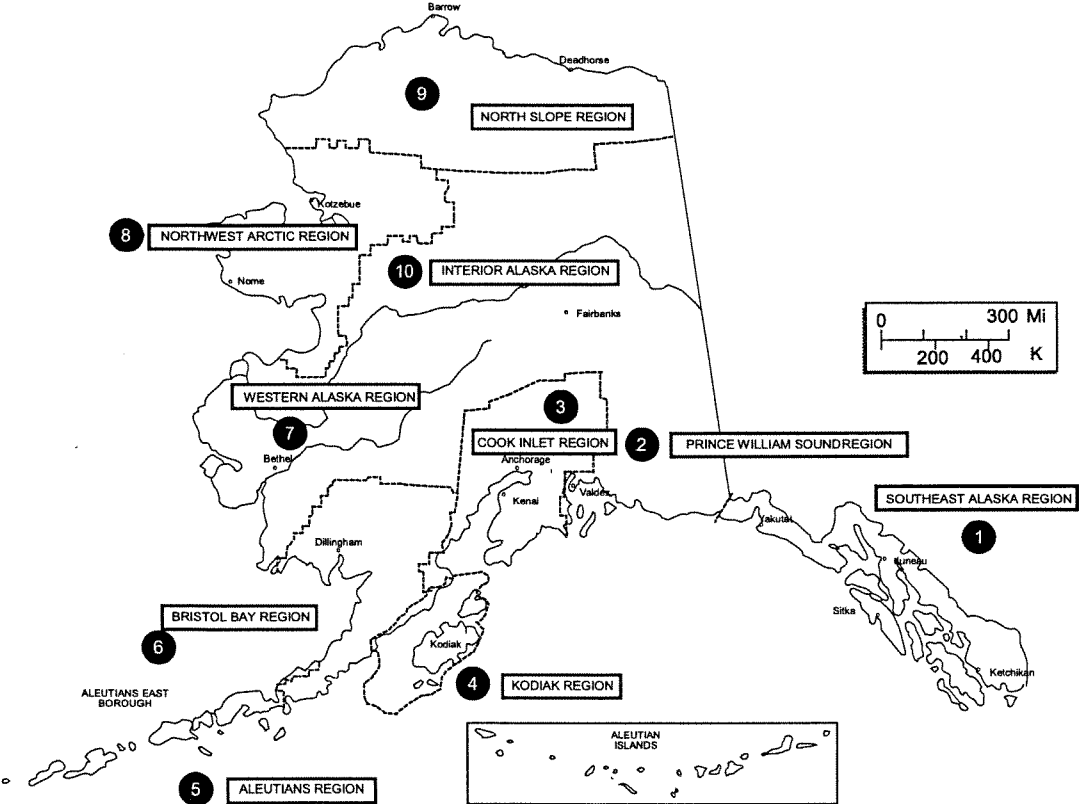 Barrow
Deadhorse
9
NORTH SLOPE REGION
Kotzebue
8
NORTHWEST ARCTIC REGION
10
INTERIOR ALASKA REGION
Nome
Fairbanks
0 300 Mi
200 400 K
WESTERN ALASKA REGION
3
7
COOK INLET REGION
2
PRINCE WILLIAM SOUNDREGION
Bethel
Anchorage
Valdez
Kenai
SOUTHEAST ALASKA REGION
1
Yakutat
Dillingham
Juneau
Sitka
BRISTOL BAY REGION
6
Kodiak
Ketchikan
4
KODIAK REGION
ALEUTIANS EAST
BOROUGH
ALEUTIAN
ISLANDS
5
ALEUTIANS REGION